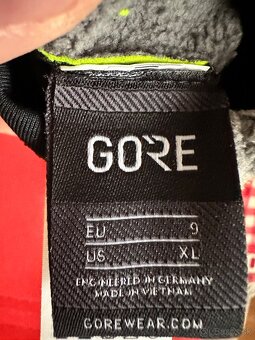 GORE
EU 9
US XL
ENGINEERED IN GERMANY
MADE IN VIETNAM
GOREWEAR.COM